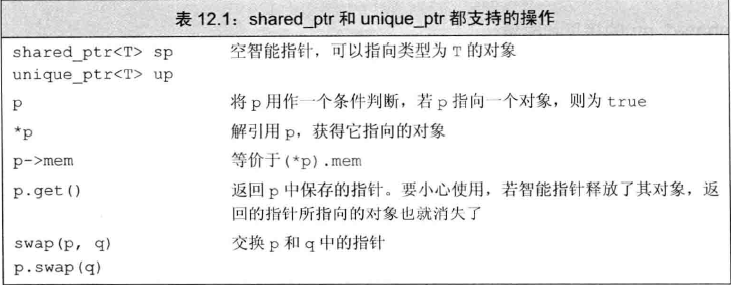 表 12.1：shared_ptr 和 unique_ptr 都支持的操作
shared_ptr<T> sp 空智能指针，可以指向类型为 T 的对象
unique_ptr<T> up
p 将 p 用作一个条件判断，若 p 指向一个对象，则为 true
*p 解引用 p，获得它指向的对象
p->mem 等价于(*p).mem
p.get() 返回 p 中保存的指针。要小心使用，若智能指针释放了其对象，返
回的指针所指向的对象也就消失了
swap(p, q) 交换 p 和 q 中的指针
p.swap(q)